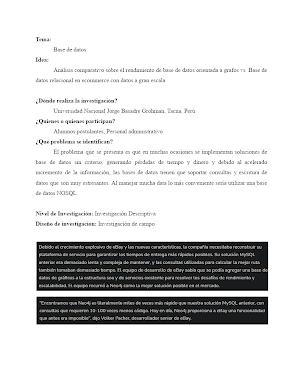 Tema:
Base de datos
Idea:
Análisis comparativo sobre el rendimiento de base de datos orientada a grafos vs Base de
datos relacional en ecommerce con datos a gran escala
¿Dónde realiza la investigación?
Universidad Nacional Jorge Basadre Grohman, Tacna, Perú
¿Quienes o quienes participan?
Alumnos postulantes, Personal administrativo
¿Qué problema se identifican?
El problema que se presenta es que en muchas ocasiones se implementan soluciones de
base de datos sin criterio, generando pérdidas de tiempo y dinero y debido al acelerado
incremento de la información, las bases de datos tienen que soportar consultas y escritura de
datos que son muy estresantes. Al manejar mucha data lo más conveniente sería utilizar una base
de datos NOSQL.
Nivel de Investigacion: Investigación Descriptiva
Diseño de investigacion: Investigación de campo
Debido al crecimiento explosivo de eBay y las nuevas características, la compañía necesitaba reconstruir su
plataforma de servicio para garantizar los tiempos de entrega más rápidos posibles. Su solución MySQL
anterior era demasiado lenta y compleja de mantener, y las consultas utilizadas para calcular la mejor ruta
también tomaban demasiado tiempo. El equipo de desarrollo de eBay sabía que se podía agregar una base de
datos de gráficos a la estructura soa y de servicios existente para resolver los desafíos de rendimiento y
escalabilidad. El equipo recurrió a Neo4j como la mejor solución posible en el mercado.
"Encontramos que Neo4j es literalmente miles de veces más rápido que nuestra solución MySQL anterior, con
consultas que requieren 10-100 veces menos código. Hoy en día, Neo4j proporciona a eBay una funcionalidad
que antes era imposible", dijo Volker Pacher, desarrollador senior de eBay.